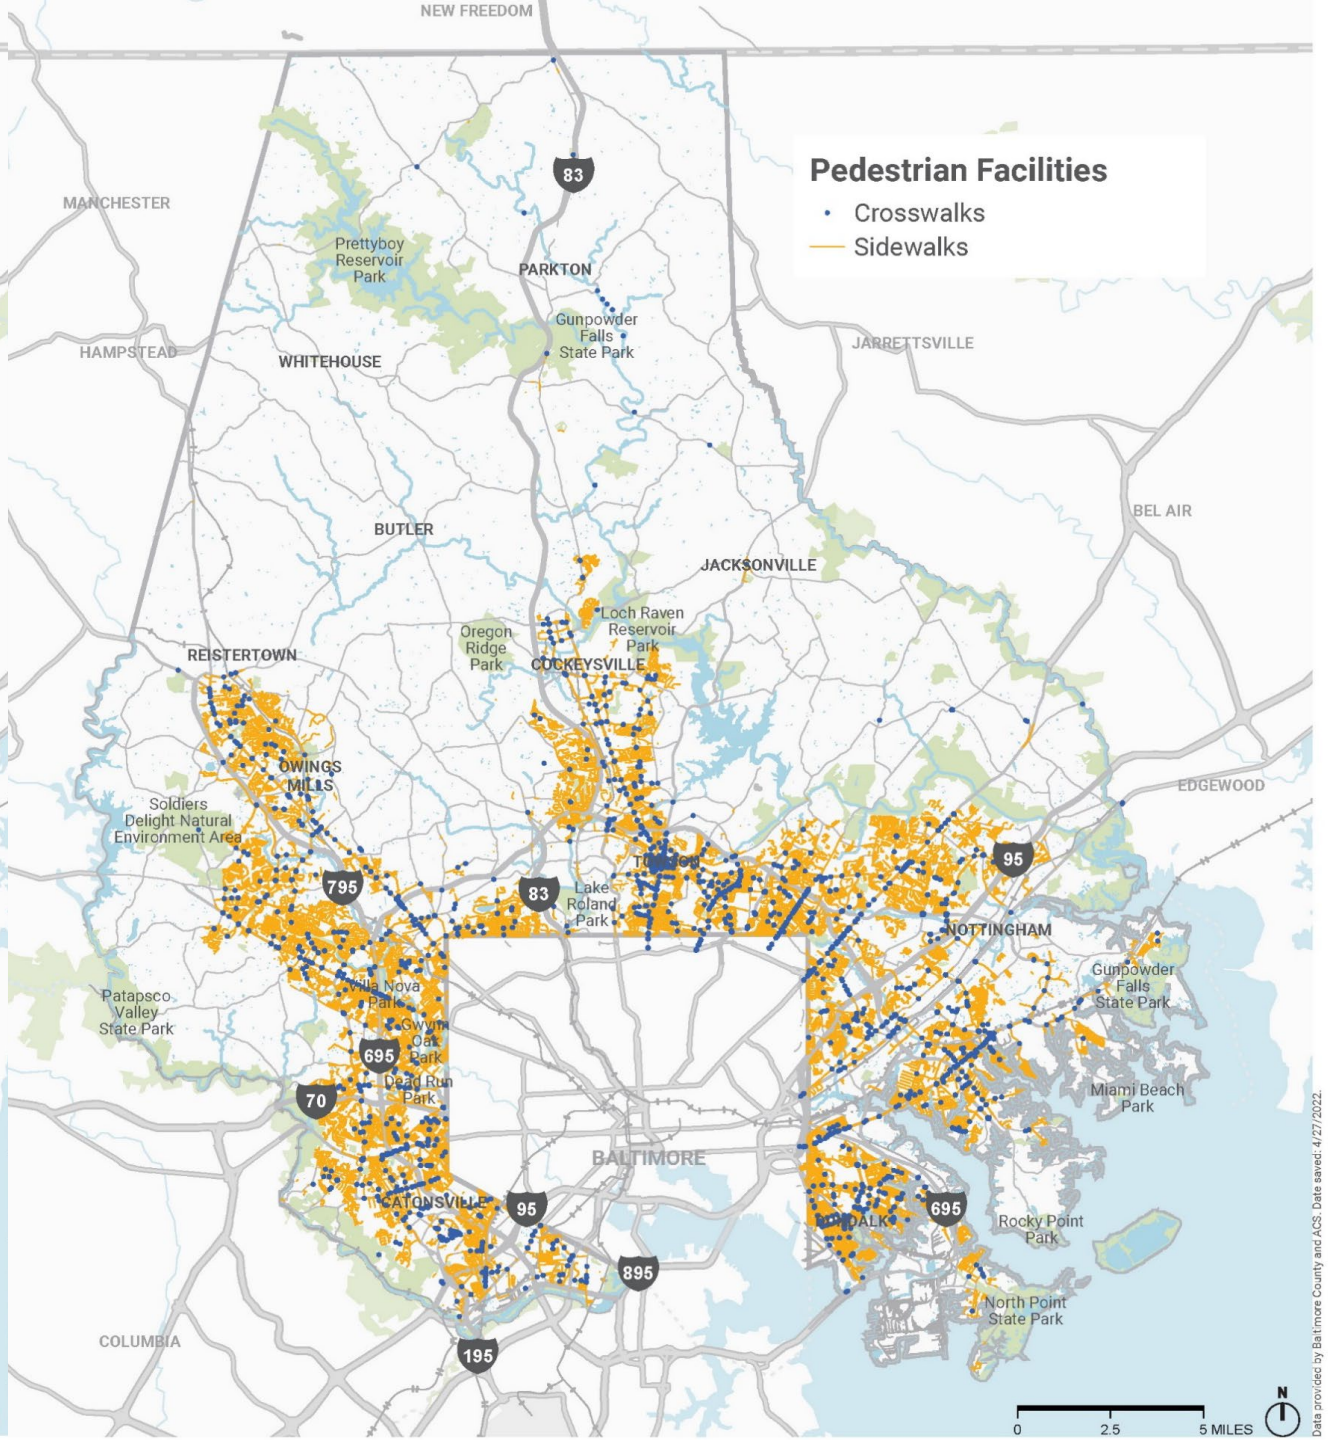 NEW FREEDOM
83
Pedestrian Facilities
Crosswalks
Sidewalks
MANCHESTER
Prettyboy
Reservoir
Park
PARKTON
Gunpowder
Falls
State Park
HAMPSTEAD
WHITEHOUSE
JARRETTSVILLE
BUTLER
BEL AIR
JACKSONVILLE
Oregon
Ridge
Park
Loch Raven
Reservoir
Park
REISTERTOWN
COCKEYSVILLE
OWINGS
MILLS
EDGEWOOD
Soldiers
Delight Natural
Environment Area
TOWSON
95
795
83
Lake
Roland
Park
NOTTINGHAM
Villa Nova
Park
Gunpowder
Falls
State Park
Patapsco
Valley
State Park
Gwynn
Oak
Park
695
Dead Run
Park
70
Miami Beach
Park
BALTIMORE
CATONSVILLE
95
695
DUNDALK
Rocky Point
Park
895
North Point
State Park
COLUMBIA
195
N
0 2.5 5 MILES
Data provided by Baltimore County and ACS. Date saved: 4/27/2022.